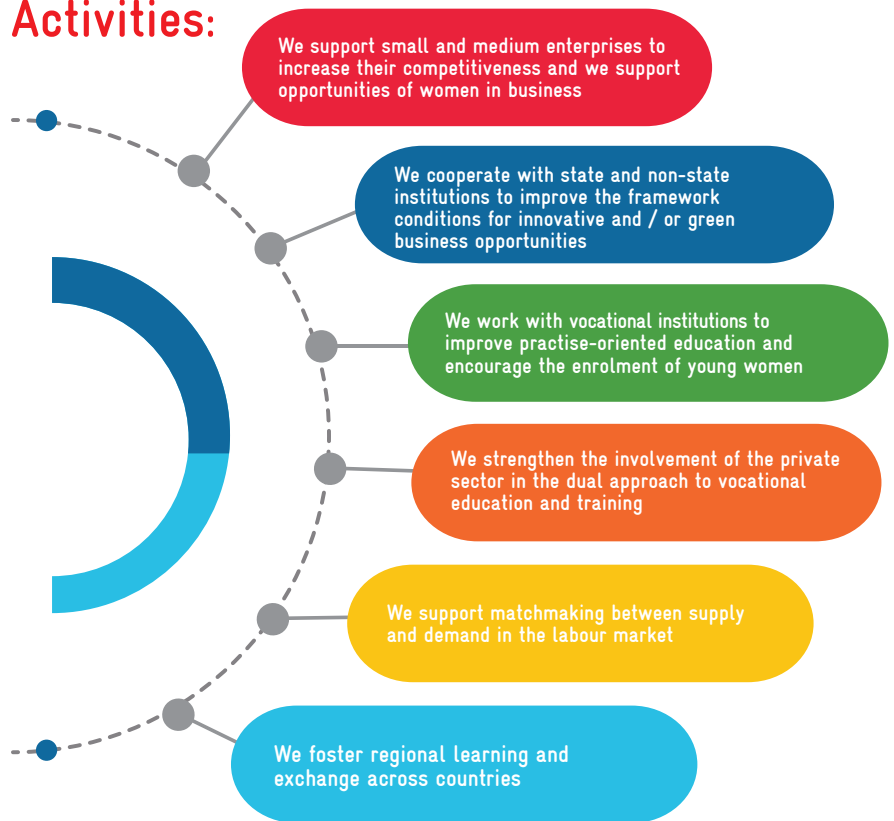 Activities:
We support small and medium enterprises to
increase their competitiveness and we support
opportunities of women in business
We cooperate with state and non-state
institutions to improve the framework
conditions for innovative and / or green
business opportunities
We work with vocational institutions to
improve practise-oriented education and
encourage the enrolment of young women
We strengthen the involvement of the private
sector in the dual approach to vocational
education and training
We support matchmaking between supply
and demand in the labour market
We foster regional learning and
exchange across countries